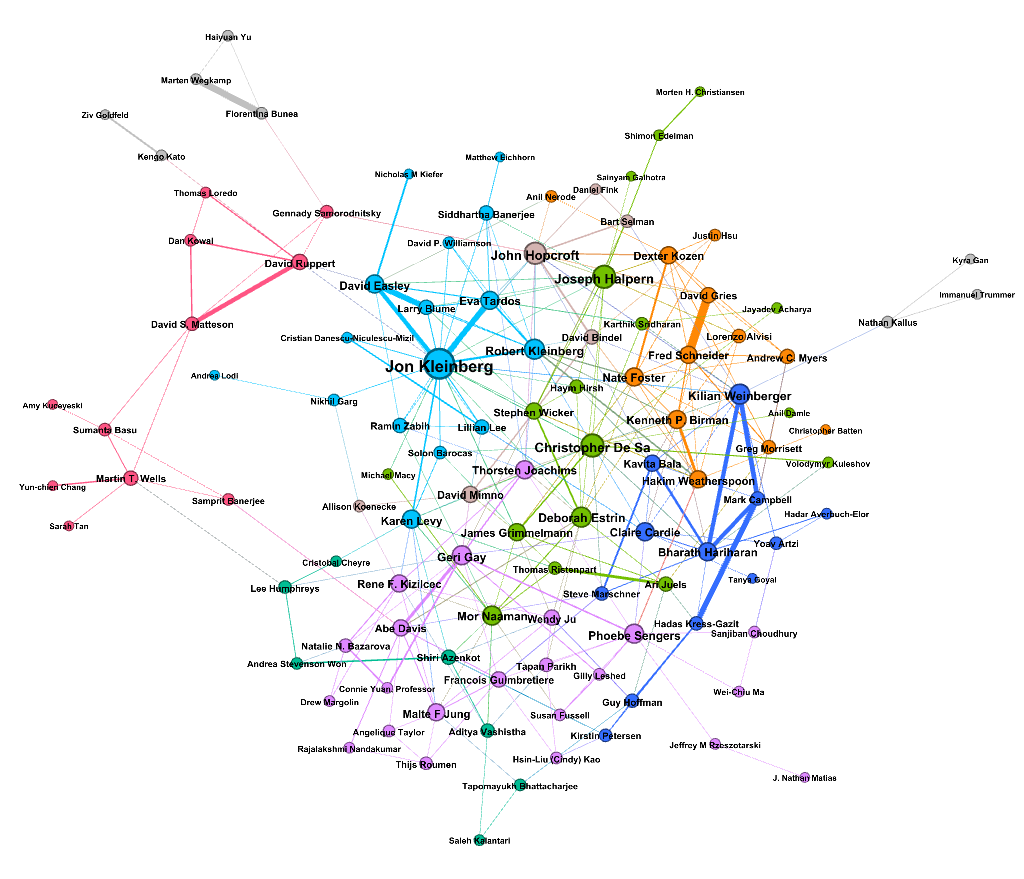 Haiyuan Yu
Marten Wegkamp
Morten H. Christiansen
Ziv Goldfeld
Florentina Bunea
Shimon Edelman
Kengo Kato
Matthew Eichhorn
Nicholas M Kiefer
Sainyam Galhotra
Thomas Loredo
Daniel Fink
Anil Nerode
Gennady Samorodnitsky
Siddhartha Banerjee
Bart Selman
Justin Hsu
Dan Kowal
David P. Williamson
John Hopcroft
Dexter Kozen
David Ruppert
Kyra Gan
Joseph Halpern
David Easley
Immanuel Trummer
David Gries
Eva Tardos
Larry Blume
Jayadev Acharya
David S. Matteson
Karthik Sridharan
Nathan Kallus
Cristian Danescu-Niculescu-Mizil
David Bindel
Lorenzo Alvisi
Robert Kleinberg
Fred Schneider
Andrew C. Myers
Jon Kleinberg
Andrea Lodi
Nate Foster
Haym Hirsh
Kilian Weinberger
Nikhil Garg
Amy Kuceyeski
Stephen Wicker
Anil Damle
Kenneth P. Birman
Ramin Zabih
Lillian Lee
Sumanta Basu
Christopher Batten
Christopher De Sa
Greg Morrisett
Solon Barocas
Kavita Bala
Volodymyr Kuleshov
Thorsten Joachims
Michael Macy
Martin T. Wells
Hakim Weatherspoon
Yun-chien Chang
David Mimno
Samprit Banerjee
Mark Campbell
Allison Koenecke
Hadar Averbuch-Elor
Karen Levy
Deborah Estrin
Sarah Tan
James Grimmelmann
Claire Cardie
Yoav Artzi
Bharath Hariharan
Geri Gay
Cristobal Cheyre
Thomas Ristenpart
Tanya Goyal
Rene F. Kizilcec
Ari Juels
Lee Humphreys
Steve Marschner
Mor Naaman
Wendy Ju
Hadas Kress-Gazit
Abe Davis
Phoebe Sengers
Sanjiban Choudhury
Natalie N. Bazarova
Shiri Azenkot
Andrea Stevenson Won
Tapan Parikh
Gilly Leshed
Francois Guimbretiere
Connie Yuan. Professor
Wei-Chiu Ma
Drew Margolin
Guy Hoffman
Malte F Jung
Susan Fussell
Angelique Taylor
Aditya Vashistha
Kirstin Petersen
Rajalakshmi Nandakumar
Jeffrey M Rzeszotarski
Hsin-Liu (Cindy) Kao
Thijs Roumen
J. Nathan Matias
Tapomayukh Bhattacharjee
Saleh Kalantari